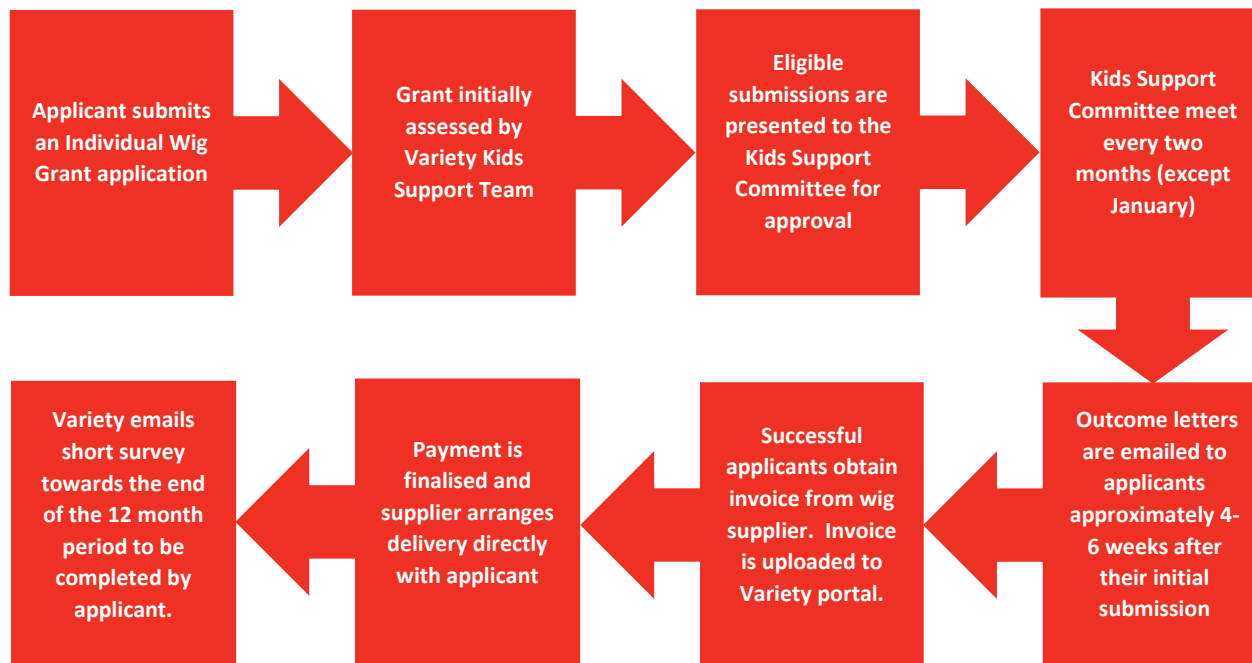 Applicant submits
an Individual Wig
Grant application
Grant initially
assessed by
Variety Kids
Support Team
Eligible
submissions are
presented to the
Kids Support
Committee for
approval
Kids Support
Committee meet
every two
months (except
January)
Outcome letters
are emailed to
applicants
approximately 4-
6 weeks after
their initial
submission
Successful
applicants obtain
invoice from wig
supplier.  Invoice
is uploaded to
Variety portal.
Payment is
finalised and
supplier arranges
delivery directly
with applicant
Variety emails
short survey
towards the end
of the 12 month
period to be
completed by
applicant.